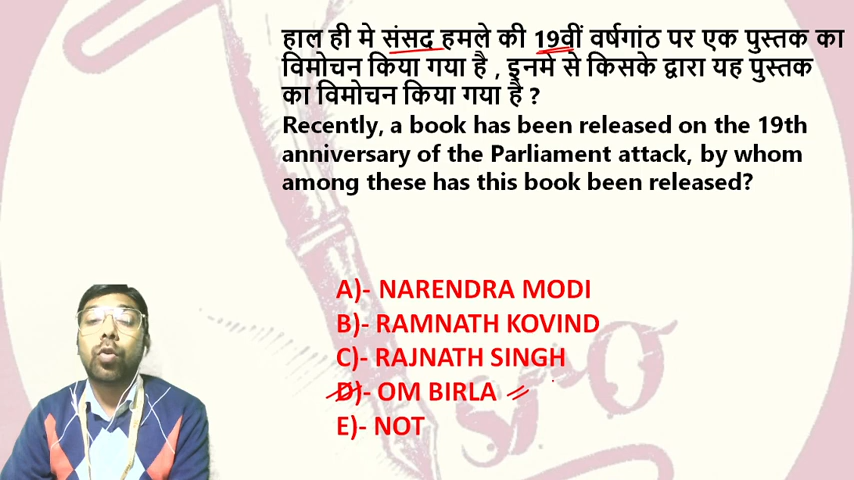 हाल ही मे संसद हमले की 19वीं वर्षगांठ पर एक पुस्तक का
विमोचन किया गया है , इनमे से किसके द्वारा यह पुस्तक
का विमोचन किया गया है ?
Recently, a book has been released on the 19th
anniversary of the Parliament attack, by whom
among these has this book been released?
A)- NARENDRA MODI
B)- RAMNATH KOVIND
C)- RAJNATH SINGH
D)- OM BIRLA
E)- NOT